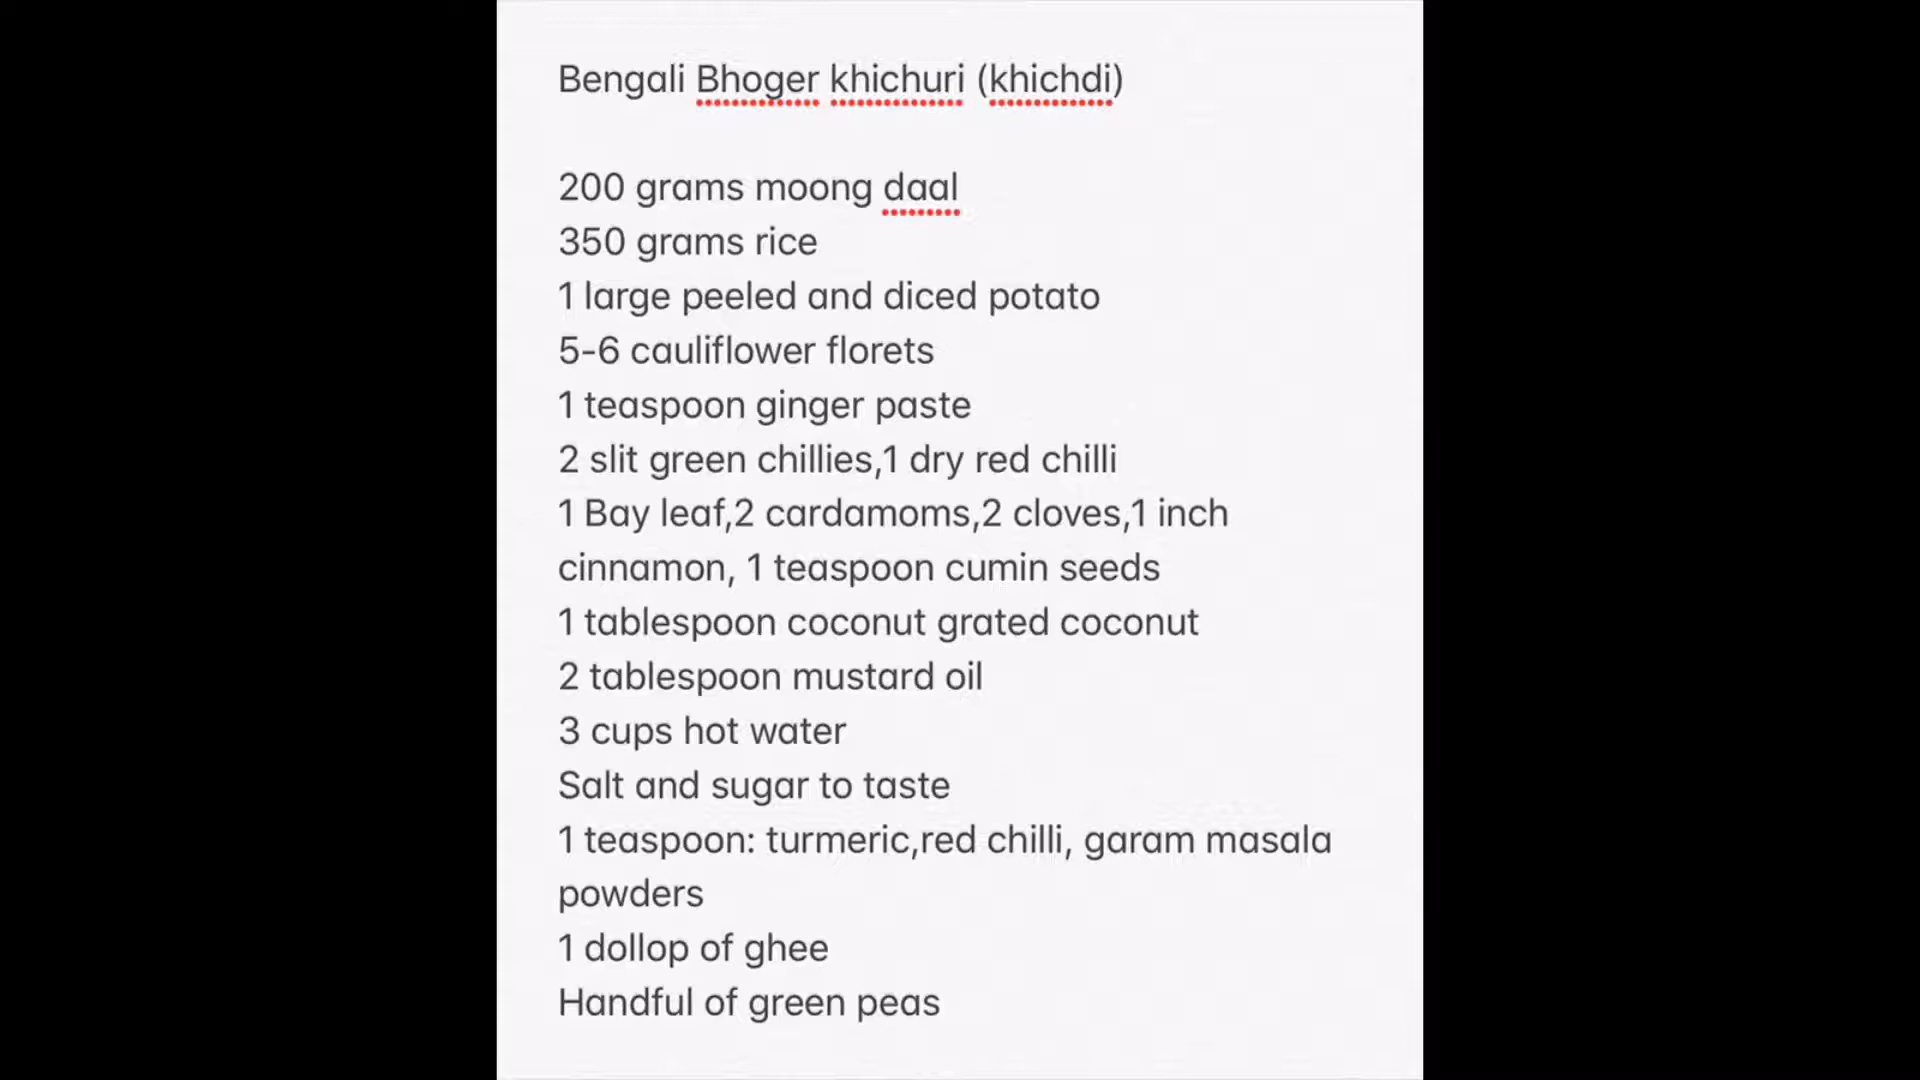 Bengali Bhoger khichuri (khichdi)
200 grams moong daal
350 grams rice
1 large peeled and diced potato
5-6 cauliflower florets
1 teaspoon ginger paste
2 slit green chillies,1 dry red chilli
1 Bay leaf,2 cardamoms,2 cloves,1 inch
cinnamon, 1 teaspoon cumin seeds
1 tablespoon coconut grated coconut
2 tablespoon mustard oil
3 cups hot water
Salt and sugar to taste
1 teaspoon: turmeric,red chilli, garam masala
powders
1 dollop of ghee
Handful of green peas